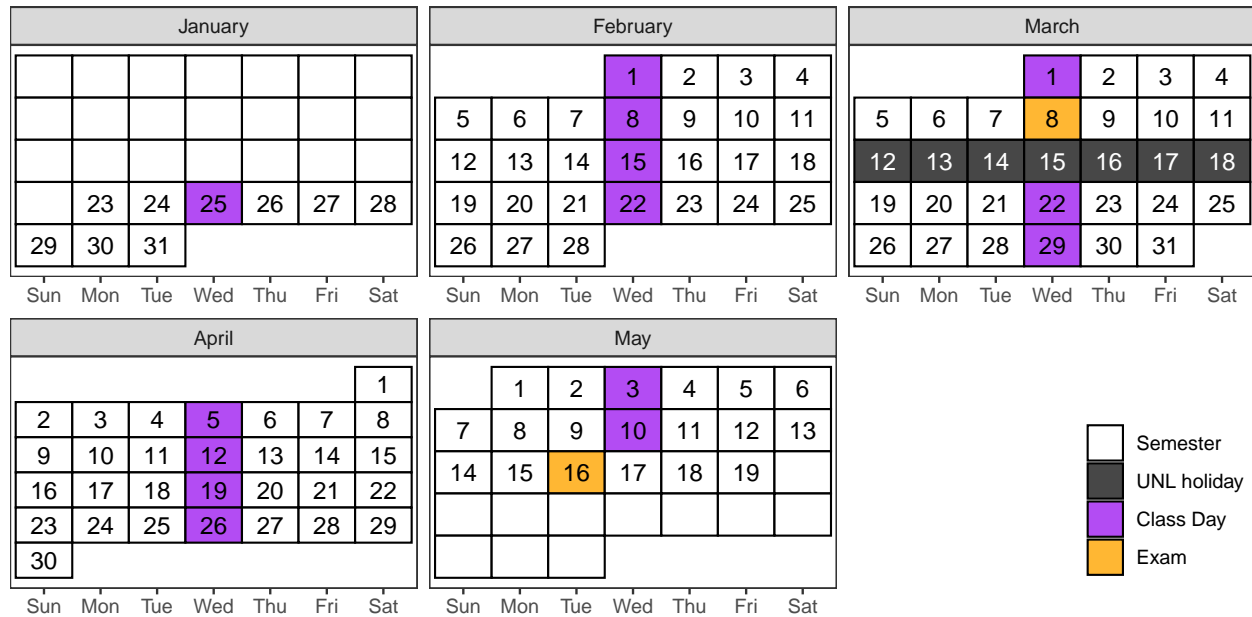 January
23 24 25 26 27 28
29 30 31
Sun Mon Tue Wed Thu Fri Sat
February
1 2 3 4
5 6 7 8 9 10 11
12 13 14 15 16 17 18
19 20 21 22 23 24 25
26 27 28
Sun Mon Tue Wed Thu Fri Sat
March
1 2 3 4
5 6 7 8 9 10 11
12 13 14 15 16 17 18
19 20 21 22 23 24 25
26 27 28 29 30 31
Sun Mon Tue Wed Thu Fri Sat
April
1
2 3 4 5 6 7 8
9 10 11 12 13 14 15
16 17 18 19 20 21 22
23 24 25 26 27 28 29
30
Sun Mon Tue Wed Thu Fri Sat
May
1 2 3 4 5 6
7 8 9 10 11 12 13
14 15 16 17 18 19
Sun Mon Tue Wed Thu Fri Sat
Semester
UNL holiday
Class Day
Exam